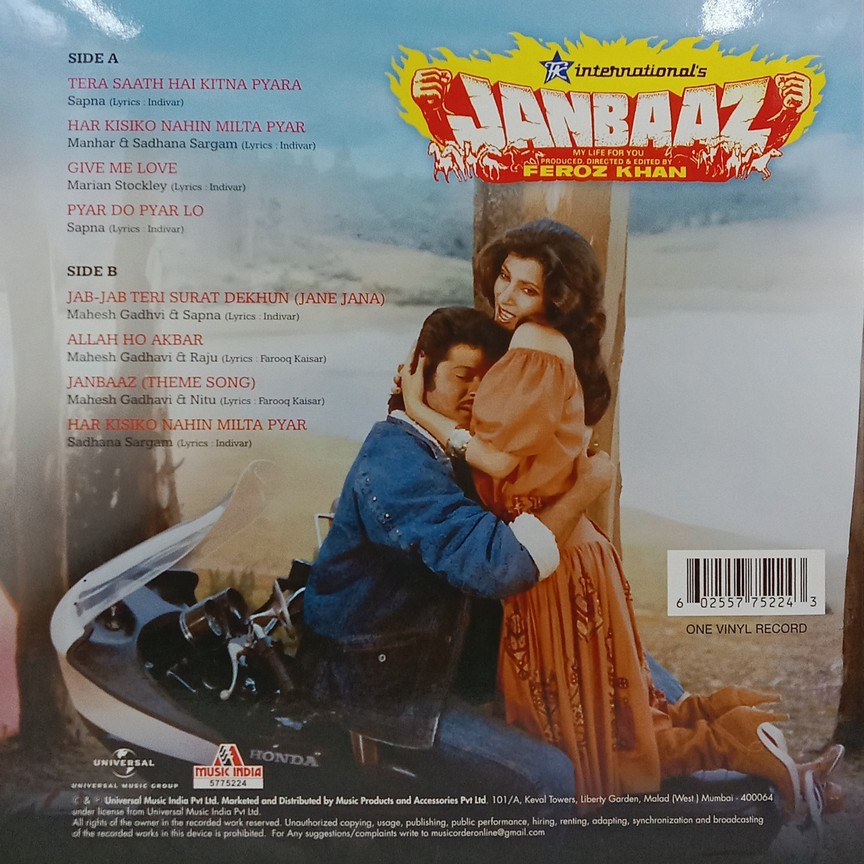 SIDE A
TERA SAATH HAI KITNA PYARA
Sapna (Lyrics : Indivar)
HAR KISIKO NAHIN MILTA PYAR
Manhar & Sadhana Sargam (Lyrics : Indivar)
GIVE ME LOVE
Marian Stockley (Lyrics : Indivar)
PYAR DO PYAR LO
Sapna (Lyrics : Indivar)
SIDE B
JAB-JAB TERI SURAT DEKHUN (JANE JANA)
Mahesh Gadhvi & Sapna (Lyrics : Indivar)
ALLAH HO AKBAR
Mahesh Gadhavi & Raju (Lyrics : Farooq Kaisar)
JANBAAZ (THEME SONG)
Mahesh Gadhavi & Nitu (Lyrics : Farooq Kaisar)
HAR KISIKO NAHIN MILTA PYAR
Sadhana Sargam (Lyrics : Indivar)
FK international's
JANBAAZ
MY LIFE FOR YOU
PRODUCED, DIRECTED & EDITED BY
FEROZ KHAN
6 02557 75224 3
ONE VINYL RECORD
HONDA
UNIVERSAL
UNIVERSAL MUSIC GROUP
MUSIC INDIA
5775224
© & ℗ Universal Music India Pvt Ltd. Marketed and Distributed by Music Products and Accessories Pvt Ltd. 101/A, Keval Towers, Liberty Garden, Malad (West) Mumbai - 400064
under license from Universal Music India Pvt Ltd.
All rights of the owner in the recorded work reserved. Unauthorized copying, usage, publishing, public performance, hiring, renting, adapting, synchronization and broadcasting
of the recorded works in this device is prohibited. For Any suggestions/complaints write to musicorderonline@gmail.com